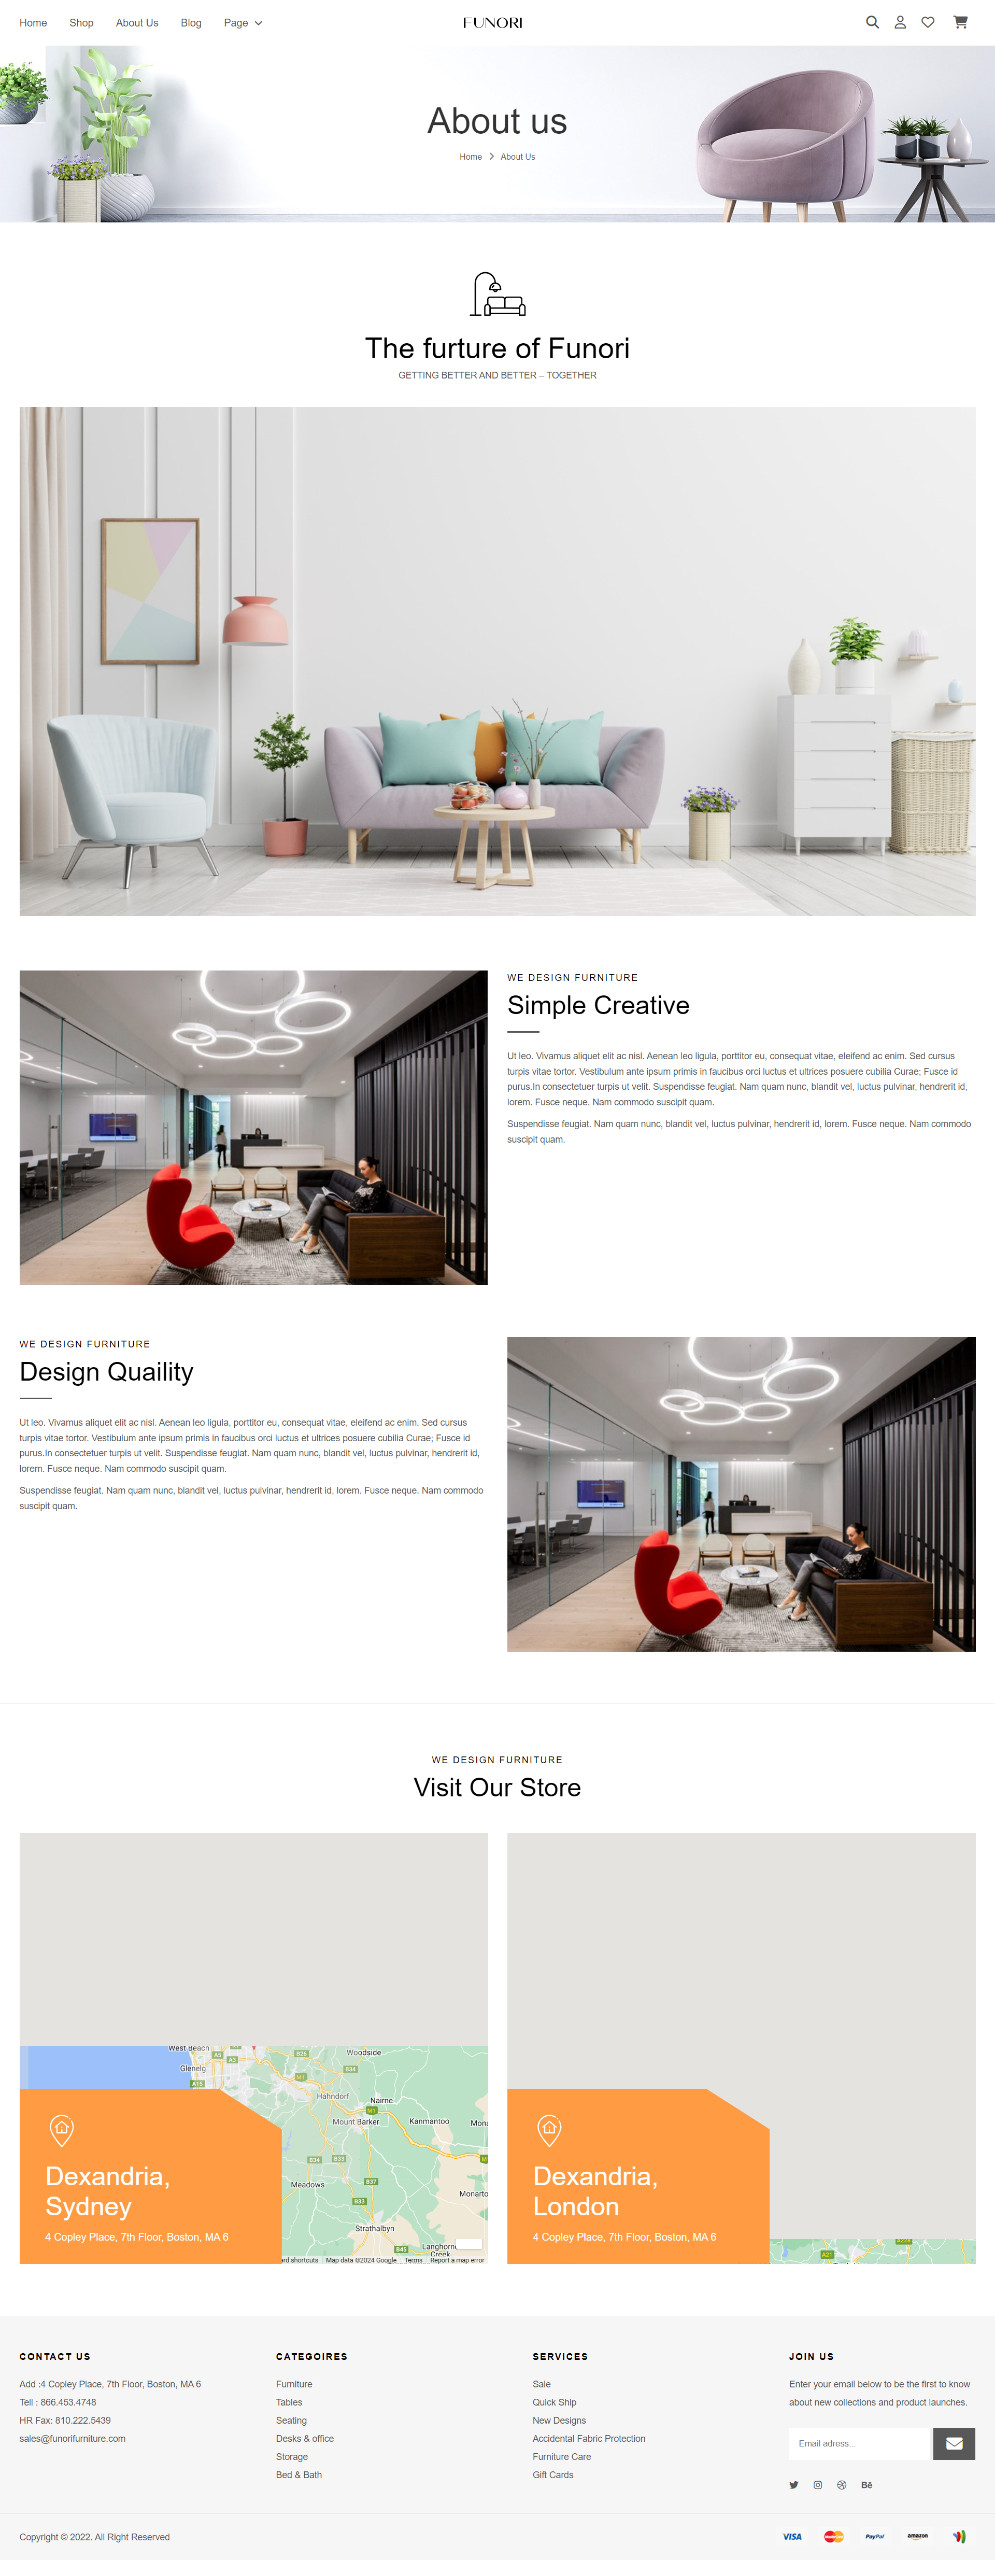 Home Shop About Us Blog Page
FUNORI
About us
Home > About Us
The furture of Funori
GETTING BETTER AND BETTER – TOGETHER
WE DESIGN FURNITURE
Simple Creative
Ut leo. Vivamus aliquet elit ac nisl. Aenean leo ligula, porttitor eu, consequat vitae, eleifend ac enim. Sed cursus
turpis vitae tortor. Vestibulum ante ipsum primis in faucibus orci luctus et ultrices posuere cubilia Curae; Fusce id
purus.In consectetuer turpis ut velit. Suspendisse feugiat. Nam quam nunc, blandit vel, luctus pulvinar, hendrerit id,
lorem. Fusce neque. Nam commodo suscipit quam.
Suspendisse feugiat. Nam quam nunc, blandit vel, luctus pulvinar, hendrerit id, lorem. Fusce neque. Nam commodo
suscipit quam.
WE DESIGN FURNITURE
Design Quaility
Ut leo. Vivamus aliquet elit ac nisl. Aenean leo ligula, porttitor eu, consequat vitae, eleifend ac enim. Sed cursus
turpis vitae tortor. Vestibulum ante ipsum primis in faucibus orci luctus et ultrices posuere cubilia Curae; Fusce id
purus.In consectetuer turpis ut velit. Suspendisse feugiat. Nam quam nunc, blandit vel, luctus pulvinar, hendrerit id,
lorem. Fusce neque. Nam commodo suscipit quam.
Suspendisse feugiat. Nam quam nunc, blandit vel, luctus pulvinar, hendrerit id, lorem. Fusce neque. Nam commodo
suscipit quam.
WE DESIGN FURNITURE
Visit Our Store
West Beach
Woodside
Glenelg
A15
Hahndorf
Nairne
Mount Barker
Kanmantoo
Meadows
Monarto
Strathalbyn
B45
Langhorne
Creek
Map data ©2024 Google Terms Report a map error
Dexandria,
Sydney
4 Copley Place, 7th Floor, Boston, MA 6
Dexandria,
London
4 Copley Place, 7th Floor, Boston, MA 6
A21
CONTACT US
Add :4 Copley Place, 7th Floor, Boston, MA 6
Tell : 866.453.4748
HR Fax: 810.222.5439
sales@funorifurniture.com
CATEGOIRES
Furniture
Tables
Seating
Desks & office
Storage
Bed & Bath
SERVICES
Sale
Quick Ship
New Designs
Accidental Fabric Protection
Furniture Care
Gift Cards
JOIN US
Enter your email below to be the first to know
about new collections and product launches.
Email adress...
Bē
Copyright © 2022. All Right Reserved
VISA
MasterCard
PayPal
amazon